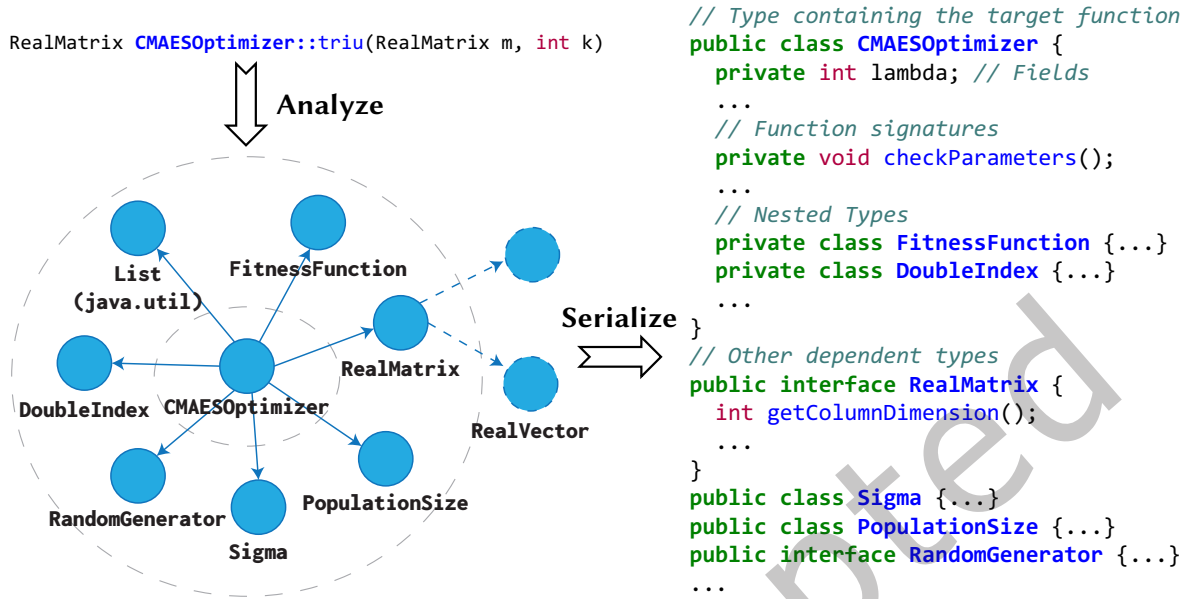 RealMatrix CMAESOptimizer::triu(RealMatrix m, int k)
Analyze
List
(java.util)
FitnessFunction
RealMatrix
DoubleIndex
CMAESOptimizer
RealVector
RandomGenerator
PopulationSize
Sigma
Serialize
// Type containing the target function
public class CMAESOptimizer {
private int lambda; // Fields
...
// Function signatures
private void checkParameters();
...
// Nested Types
private class FitnessFunction {...}
private class DoubleIndex {...}
...
}
// Other dependent types
public interface RealMatrix {
int getColumnDimension();
...
}
public class Sigma {...}
public class PopulationSize {...}
public interface RandomGenerator {...}
...